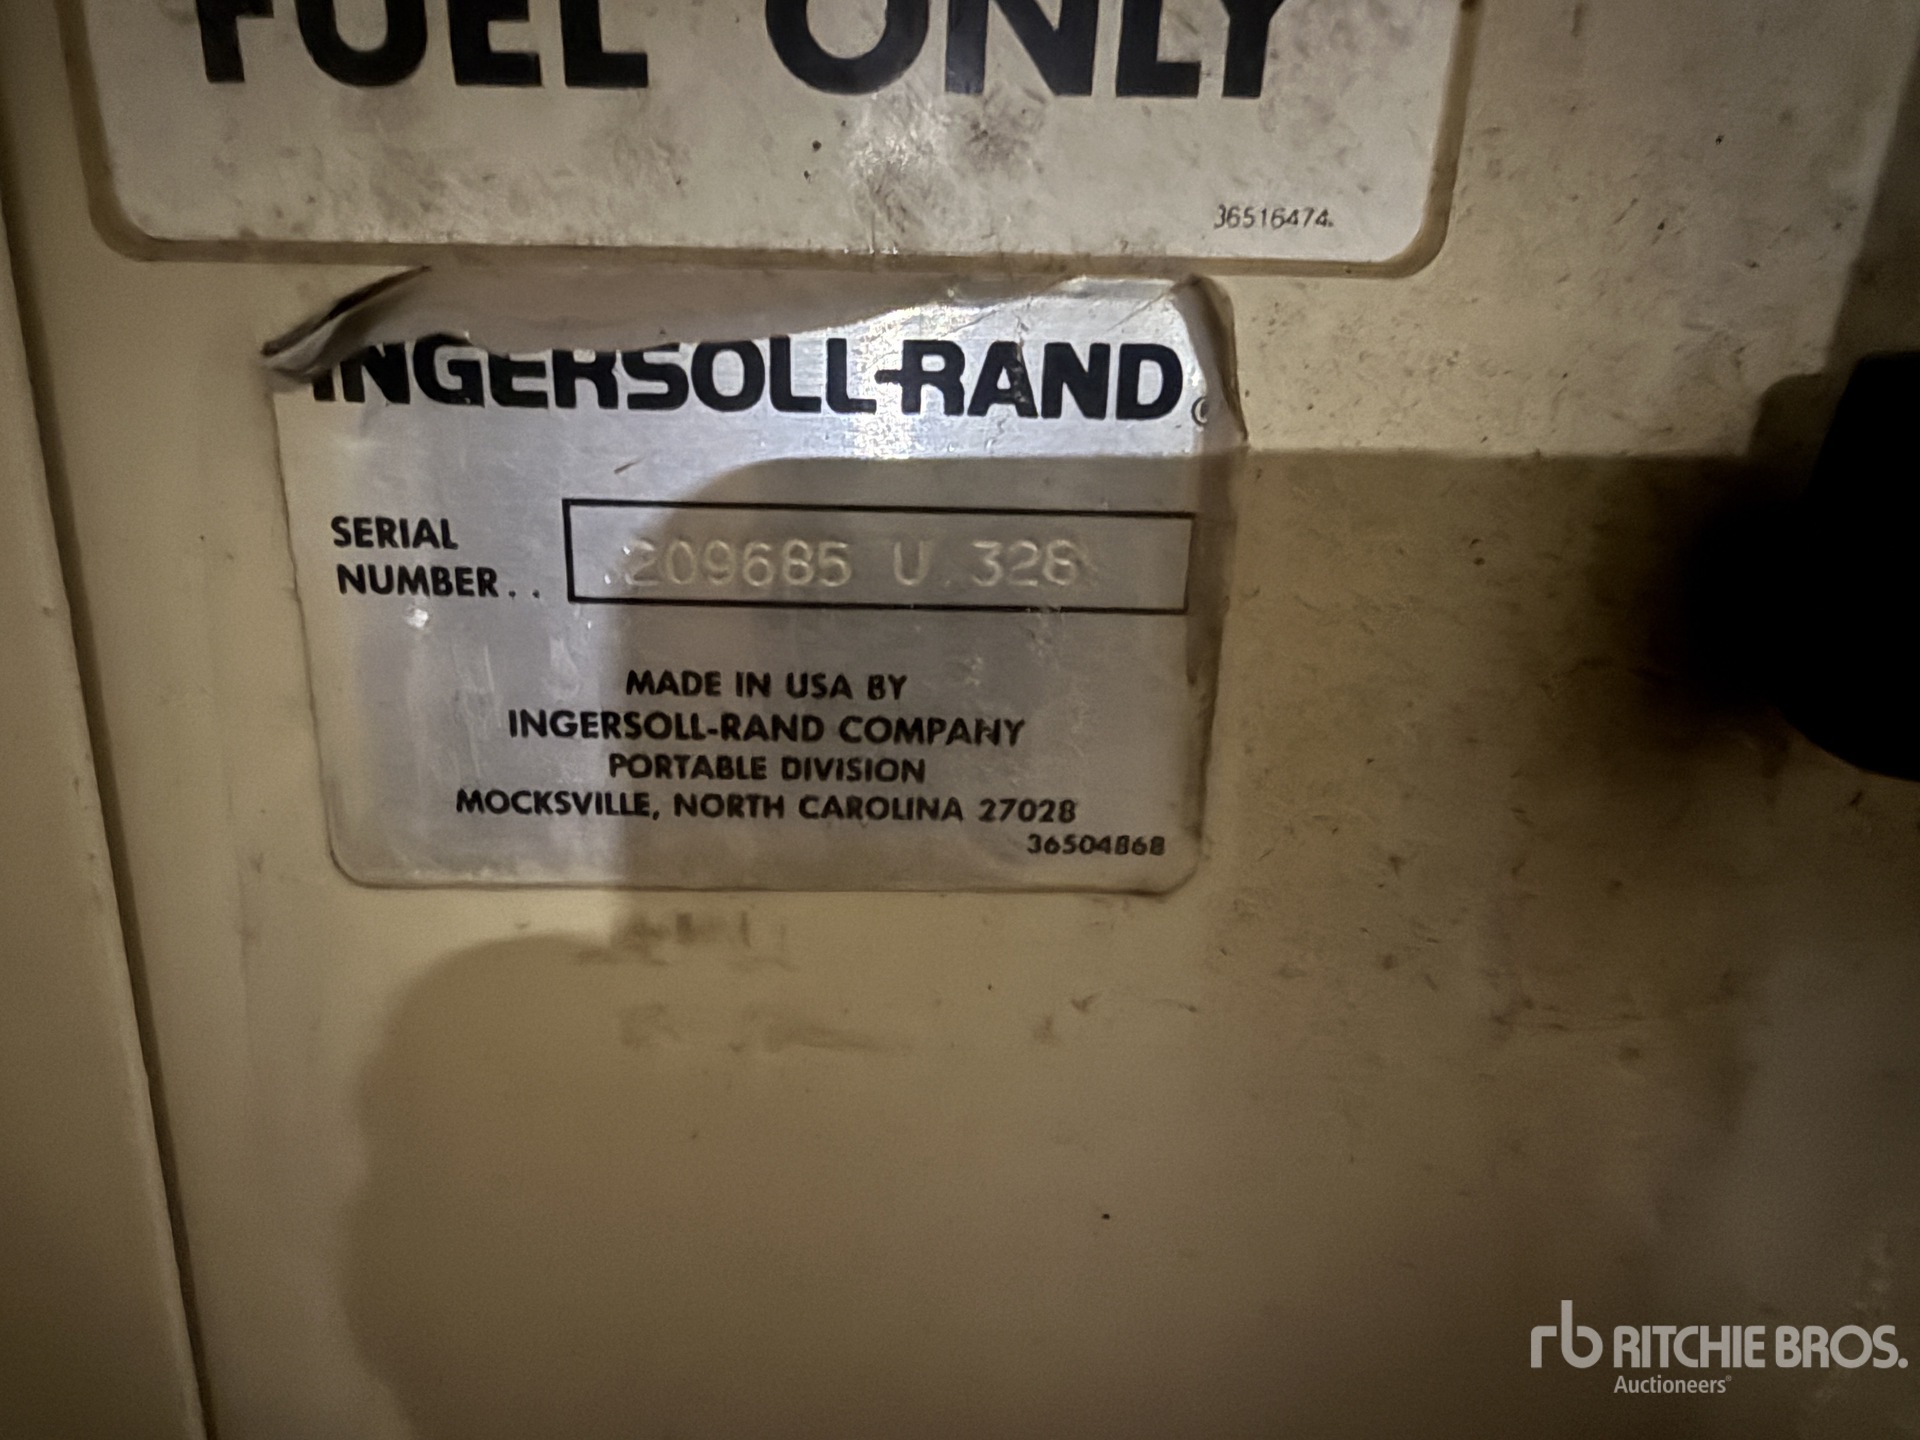 FUEL ONLY
36516474
INGERSOLL-RAND
SERIAL
NUMBER..
209685 U 328
MADE IN USA BY
INGERSOLL-RAND COMPANY
PORTABLE DIVISION
MOCKSVILLE, NORTH CAROLINA 27028
36504868
rb RITCHIE BROS.
Auctioneers